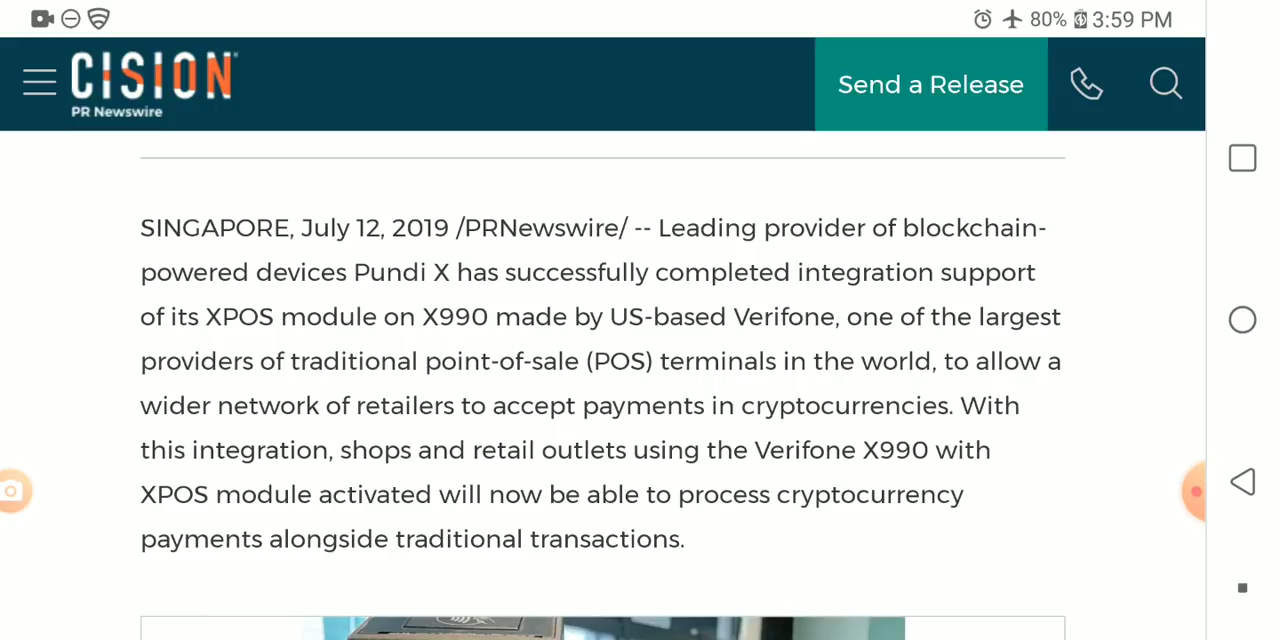 80% 3:59 PM
CISION
PR Newswire
Send a Release
SINGAPORE, July 12, 2019 /PRNewswire/ -- Leading provider of blockchain-
powered devices Pundi X has successfully completed integration support
of its XPOS module on X990 made by US-based Verifone, one of the largest
providers of traditional point-of-sale (POS) terminals in the world, to allow a
wider network of retailers to accept payments in cryptocurrencies. With
this integration, shops and retail outlets using the Verifone X990 with
XPOS module activated will now be able to process cryptocurrency
payments alongside traditional transactions.